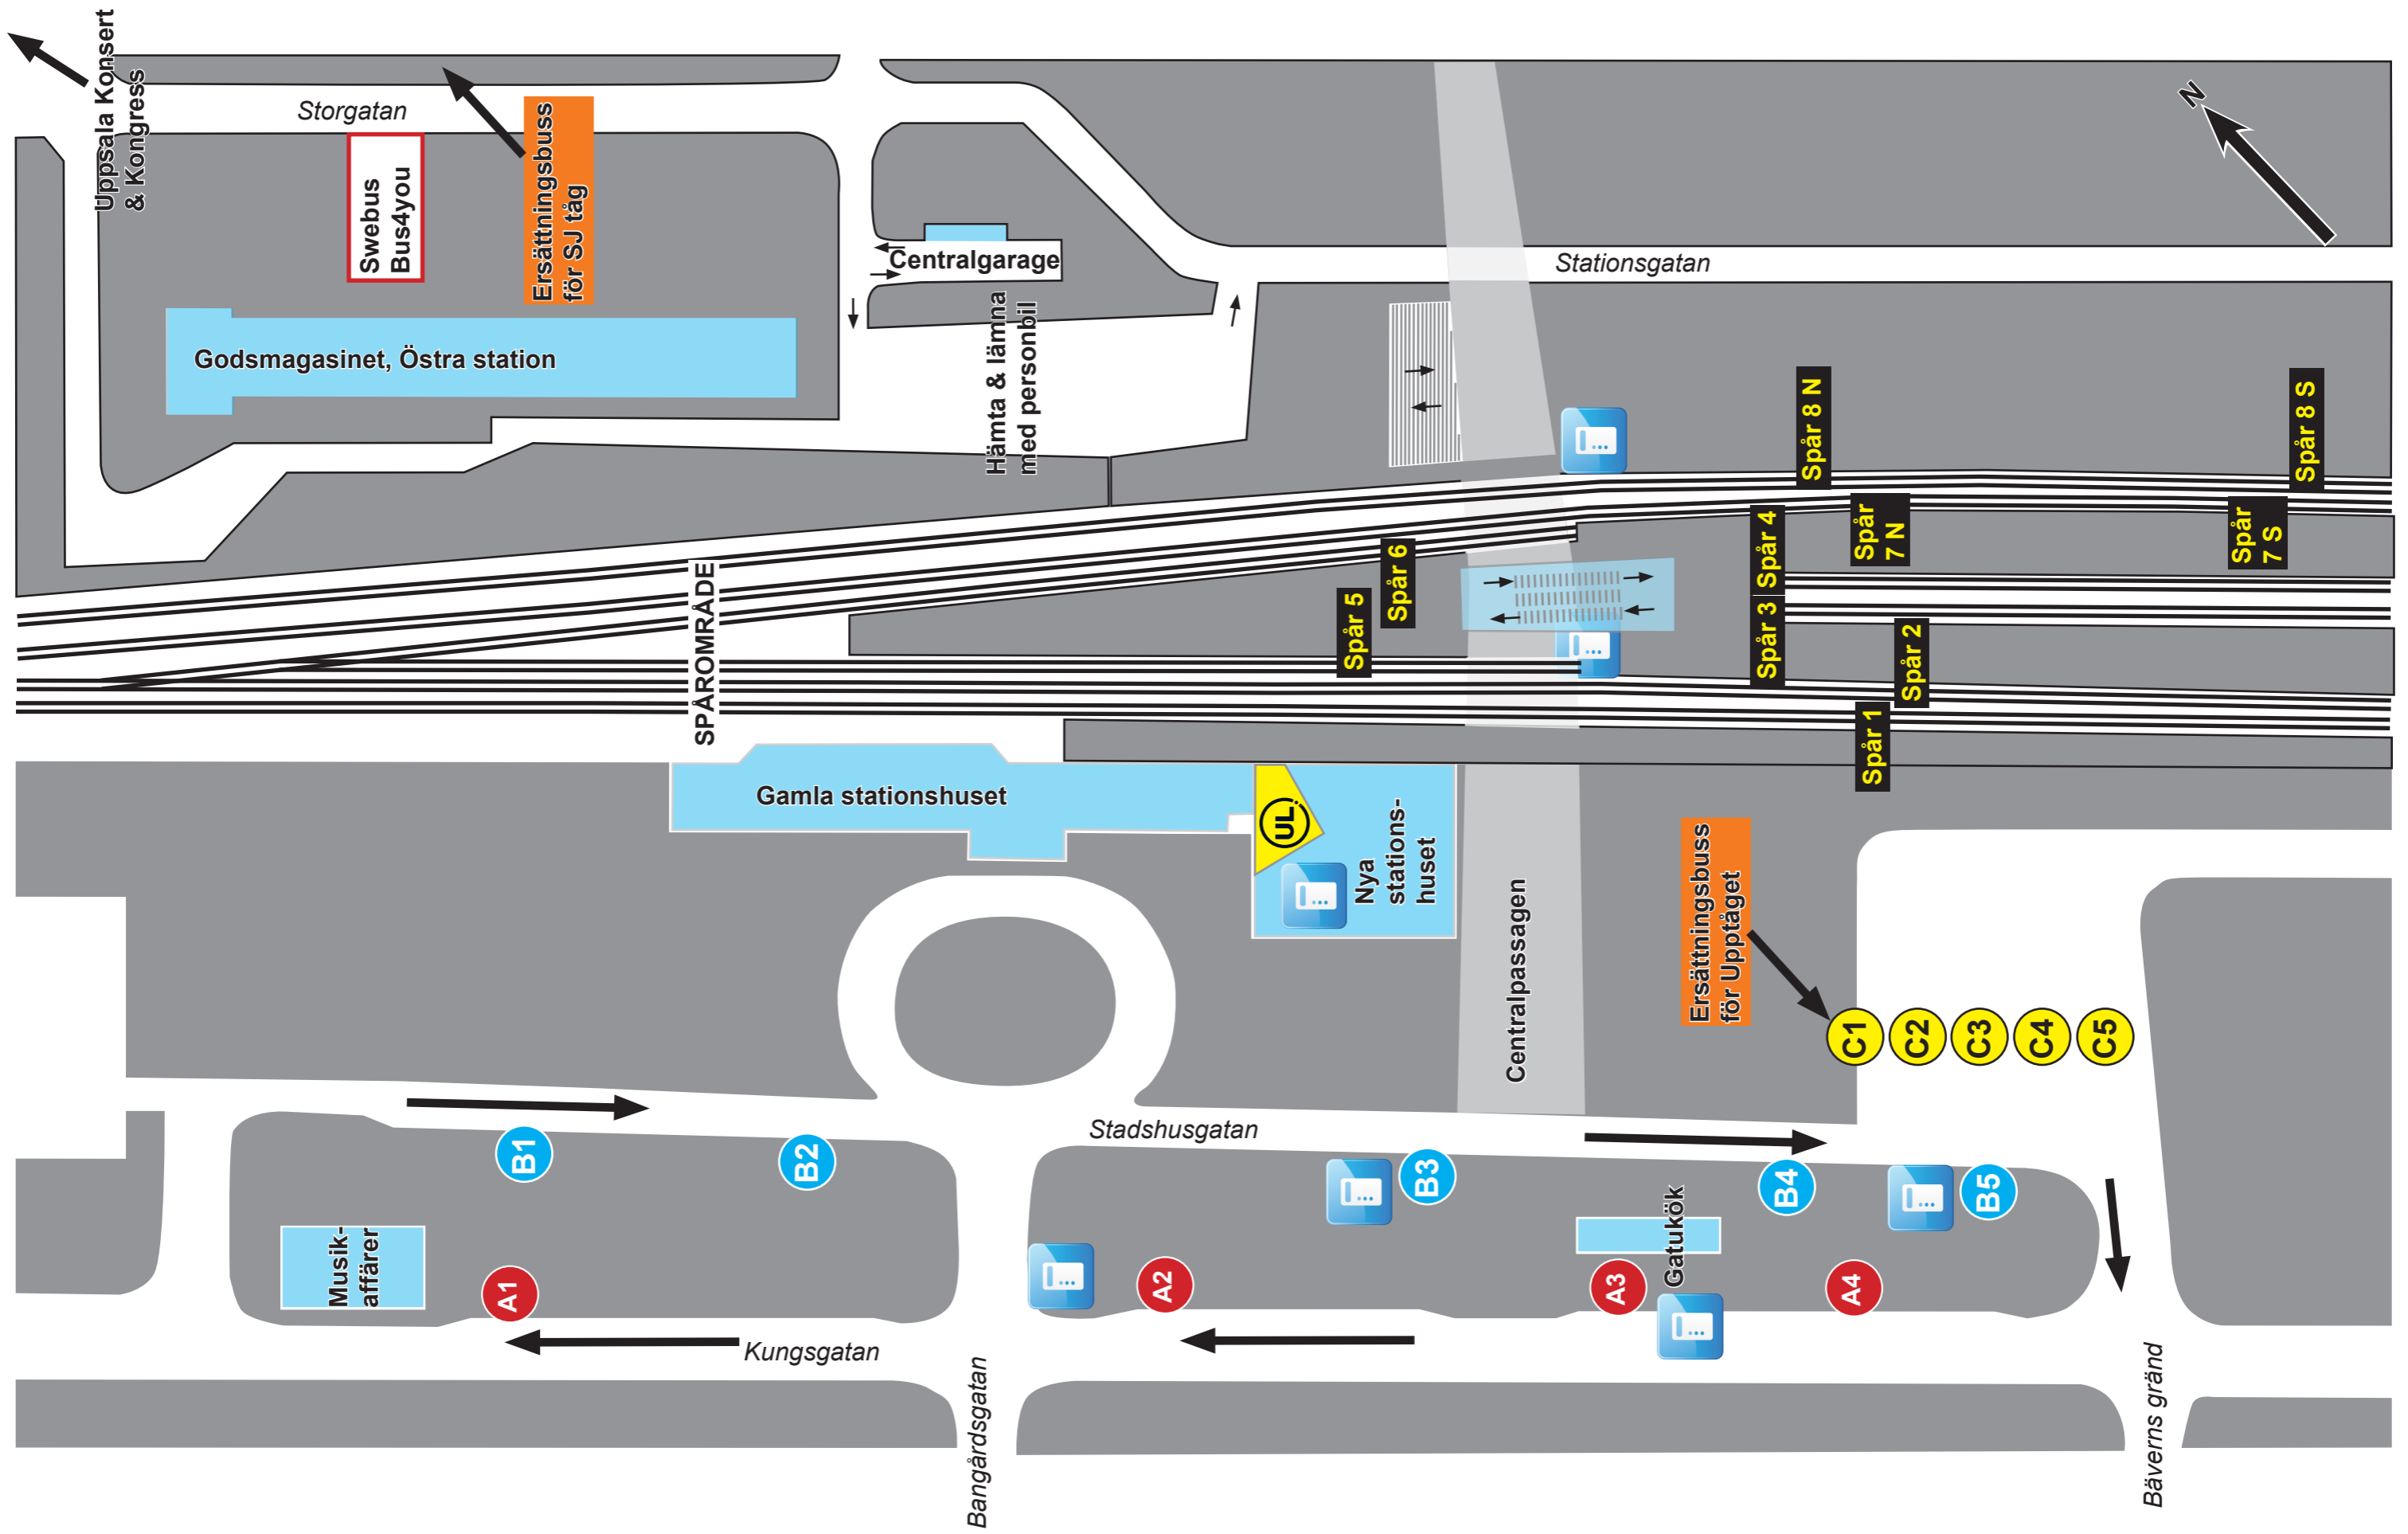 Uppsala Konsert
& Kongress
Storgatan
Swebus
Bus4you
Ersättningsbuss
för SJ tåg
N
Centralgarage
Stationsgatan
Godsmagasinet, Östra station
Hämta & lämna
med personbil
Spår 8 N
Spår 8 S
Spår 4
Spår
7 N
Spår
7 S
Spår 6
Spår 5
SPÅROMRÅDE
Spår 3
Spår 2
Spår 1
Gamla stationshuset
UL
Nya
stations-
huset
Centralpassagen
Ersättningsbuss
för Upptåget
C1
C2
C3
C4
C5
Stadshusgatan
B1
B2
B3
B4
B5
Musik-
affärer
Gatukök
A1
A2
A3
A4
Kungsgatan
Bangårdsgatan
Bäverns gränd